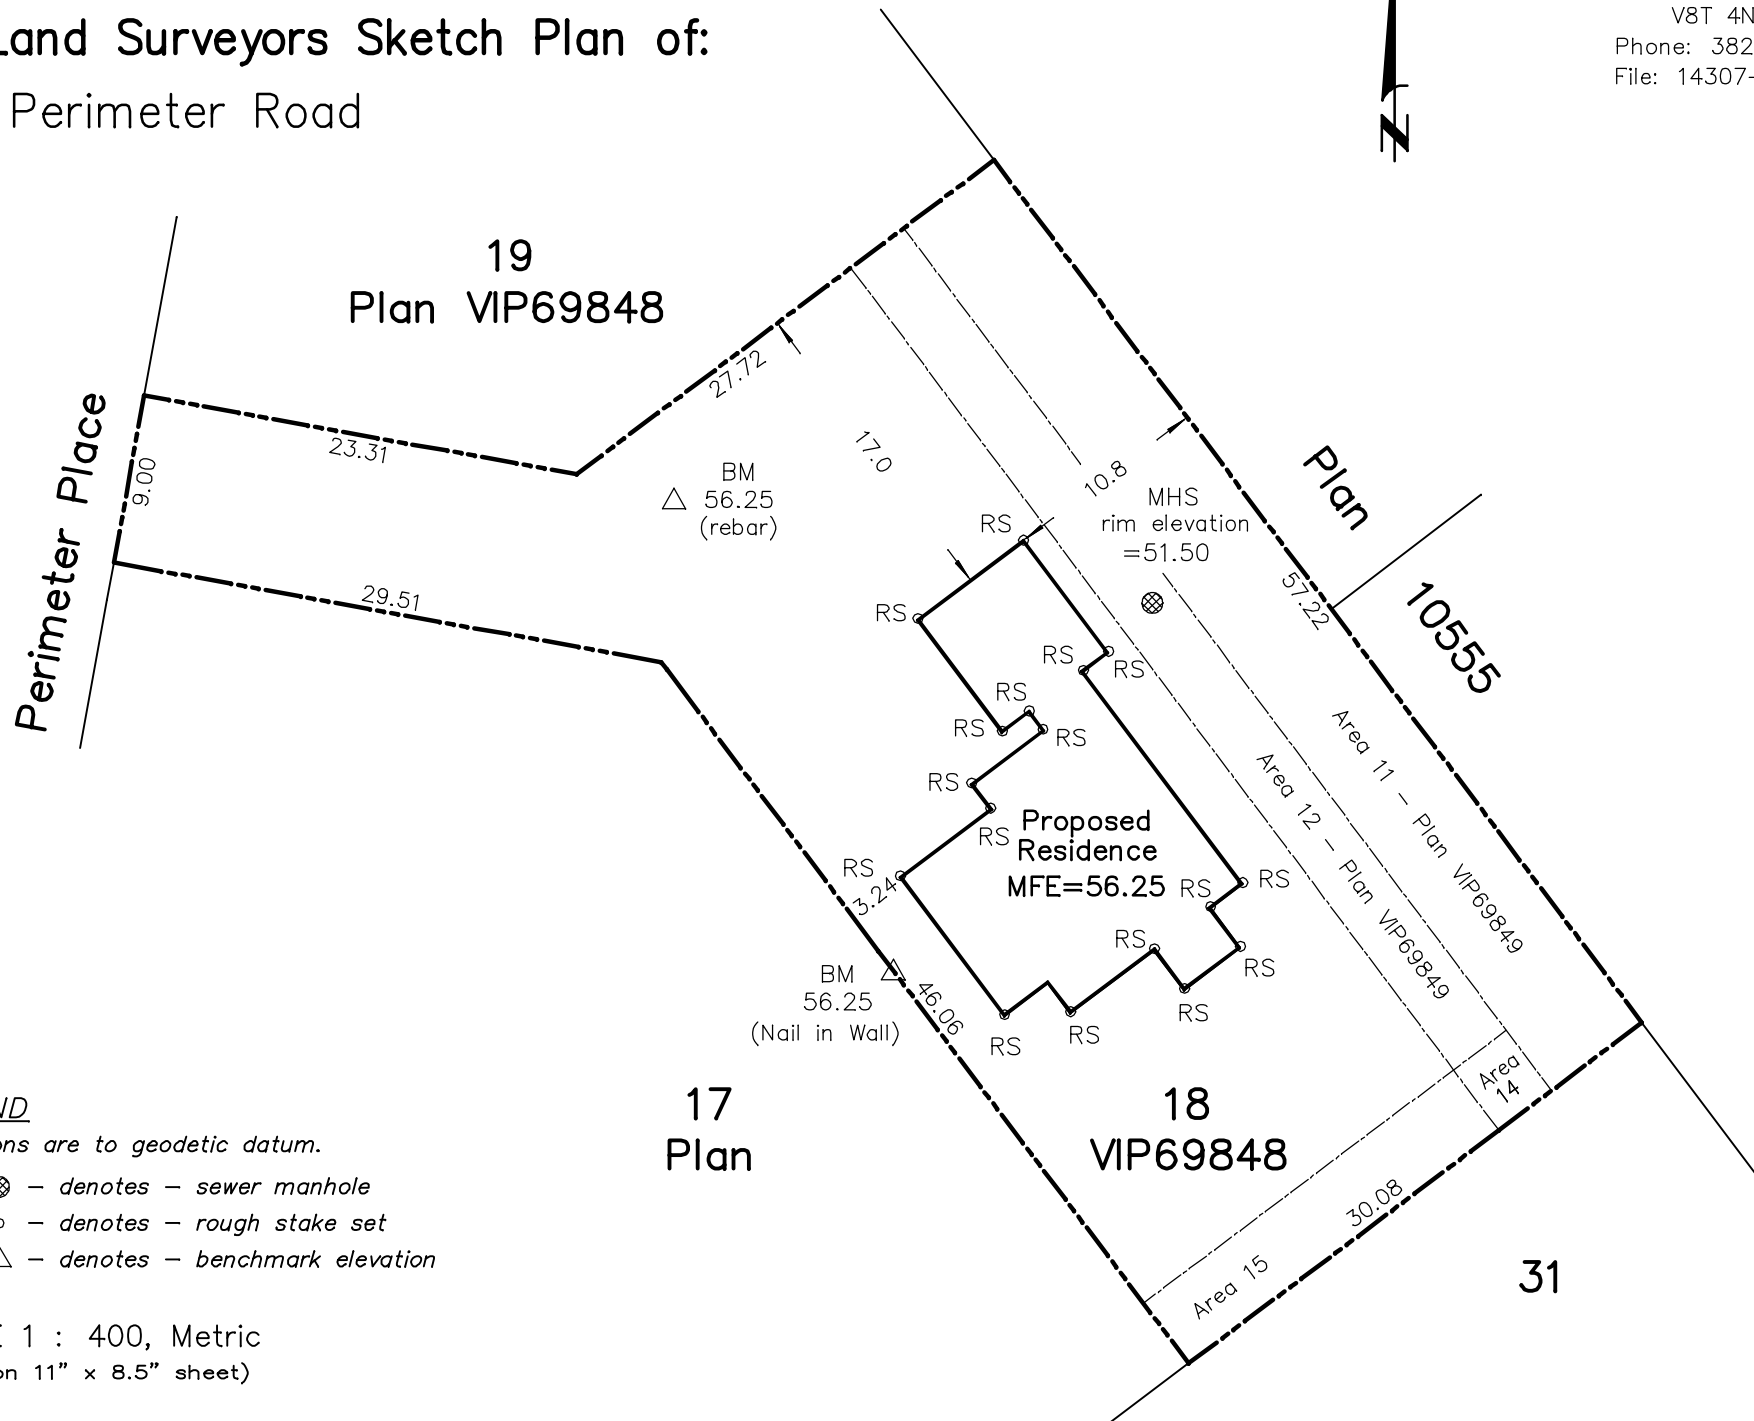 Land Surveyors Sketch Plan of:
Perimeter Road
V8T 4N
Phone: 382
File: 14307-
N
19
Plan VIP69848
Perimeter Place
9.00
23.31
27.72
29.51
17.0
10.8
BM
56.25
(rebar)
MHS
rim elevation
=51.50
Plan
10555
57.22
RS
RS
RS
RS
RS
RS
RS
RS
RS
RS
3.24
Proposed
Residence
MFE=56.25
RS
RS
RS
RS
RS
RS
RS
Area 11 – Plan VIP69849
Area 12 – Plan VIP69849
BM
56.25
(Nail in Wall)
46.06
17
Plan
18
VIP69848
Area
14
30.08
Area 15
31
ND
ons are to geodetic datum.
– denotes – sewer manhole
– denotes – rough stake set
– denotes – benchmark elevation
E 1 : 400, Metric
on 11" x 8.5" sheet)